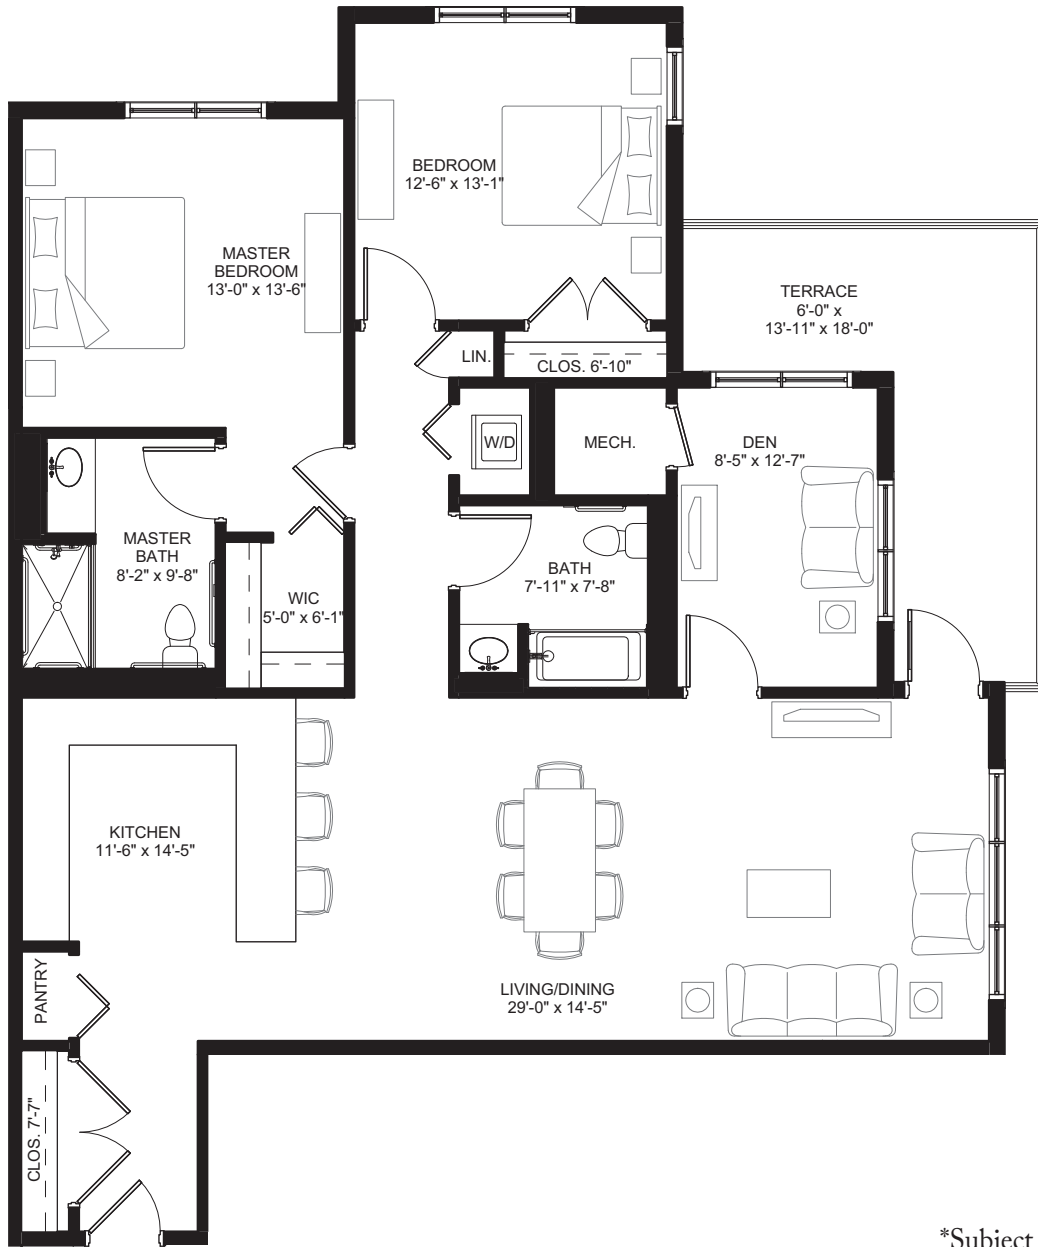 BEDROOM
12'-6" x 13'-1"
MASTER
BEDROOM
13'-0" x 13'-6"
TERRACE
6'-0" x
13'-11" x 18'-0"
LIN.
CLOS. 6'-10"
W/D
MECH.
DEN
8'-5" x 12'-7"
MASTER
BATH
8'-2" x 9'-8"
BATH
7'-11" x 7'-8"
WIC
5'-0" x 6'-1"
KITCHEN
11'-6" x 14'-5"
PANTRY
LIVING/DINING
29'-0" x 14'-5"
CLOS. 7'-7"
*Subject